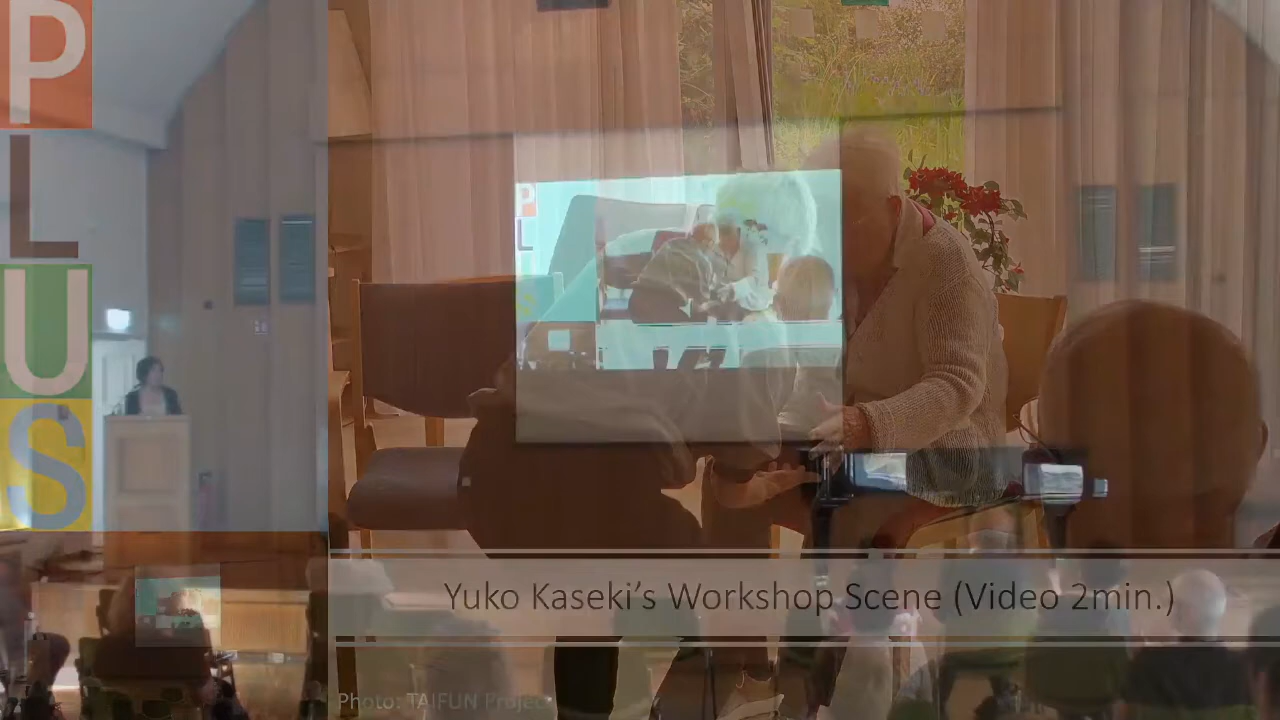 P
L
U
S
Yuko Kaseki's Workshop Scene (Video 2min.)
Photo: TAIFUN Project
P
L